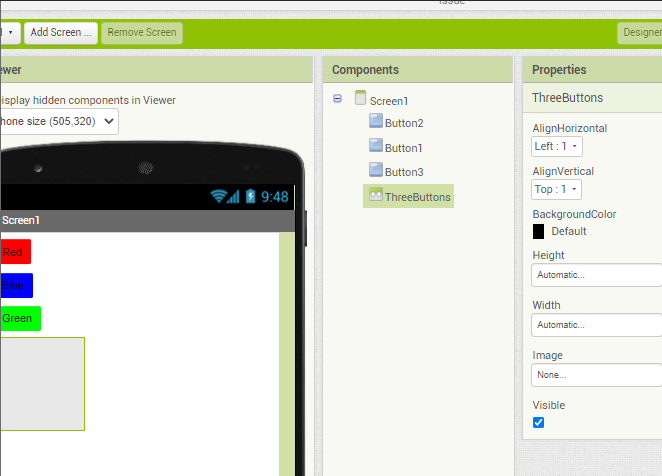 Issue
Add Screen ...
Remove Screen
Designer
Components
Properties
ThreeButtons
display hidden components in Viewer
hone size (505,320)
Screen1
Button2
Button1
Button3
ThreeButtons
9:48
Screen1
Red
Blue
Green
AlignHorizontal
Left : 1
AlignVertical
Top : 1
BackgroundColor
Default
Height
Automatic...
Width
Automatic...
Image
None...
Visible